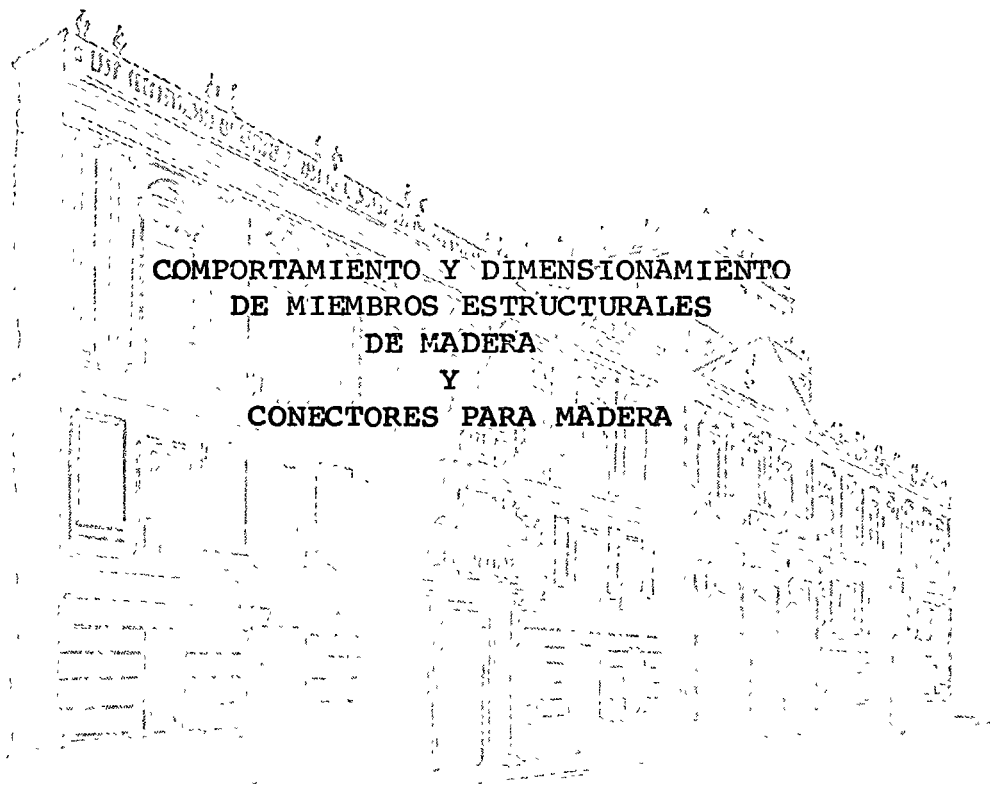 COMPORTAMIENTO Y DIMENSIONAMIENTO
DE MIEMBROS ESTRUCTURALES
DE MADERA
Y
CONECTORES PARA MADERA